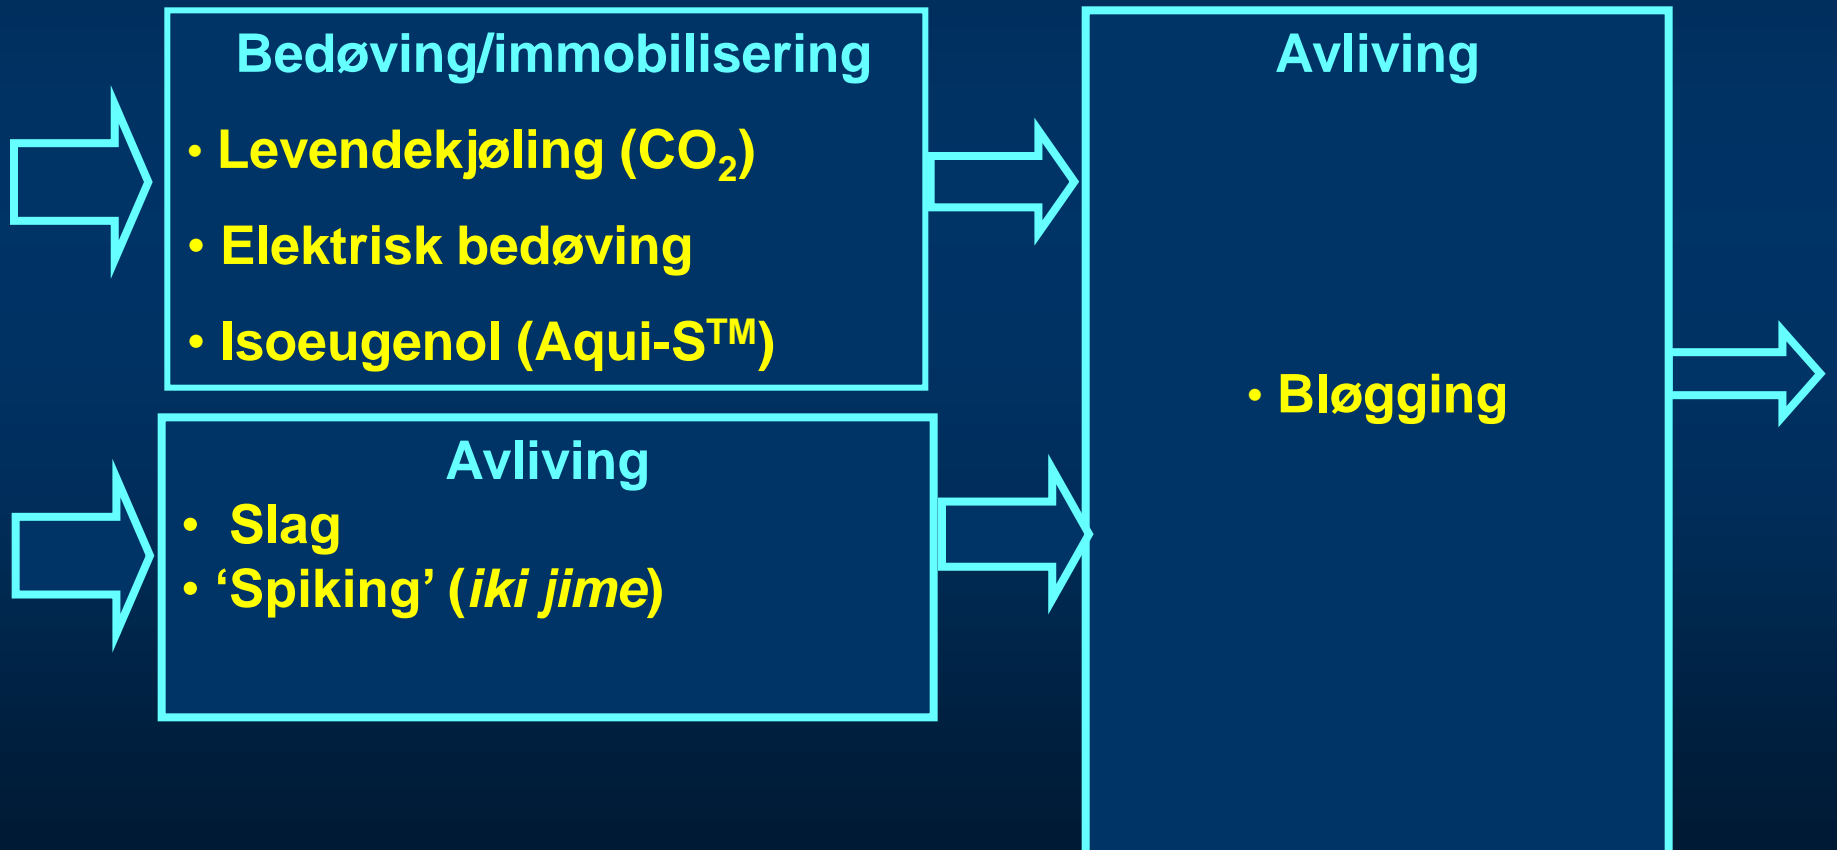 Bedøving/immobilisering
• Levendekjøling (CO₂)
• Elektrisk bedøving
• Isoeugenol (Aqui-S™)
Avliving
• Slag
• ‘Spiking’ (iki jime)
Avliving
• Bløgging